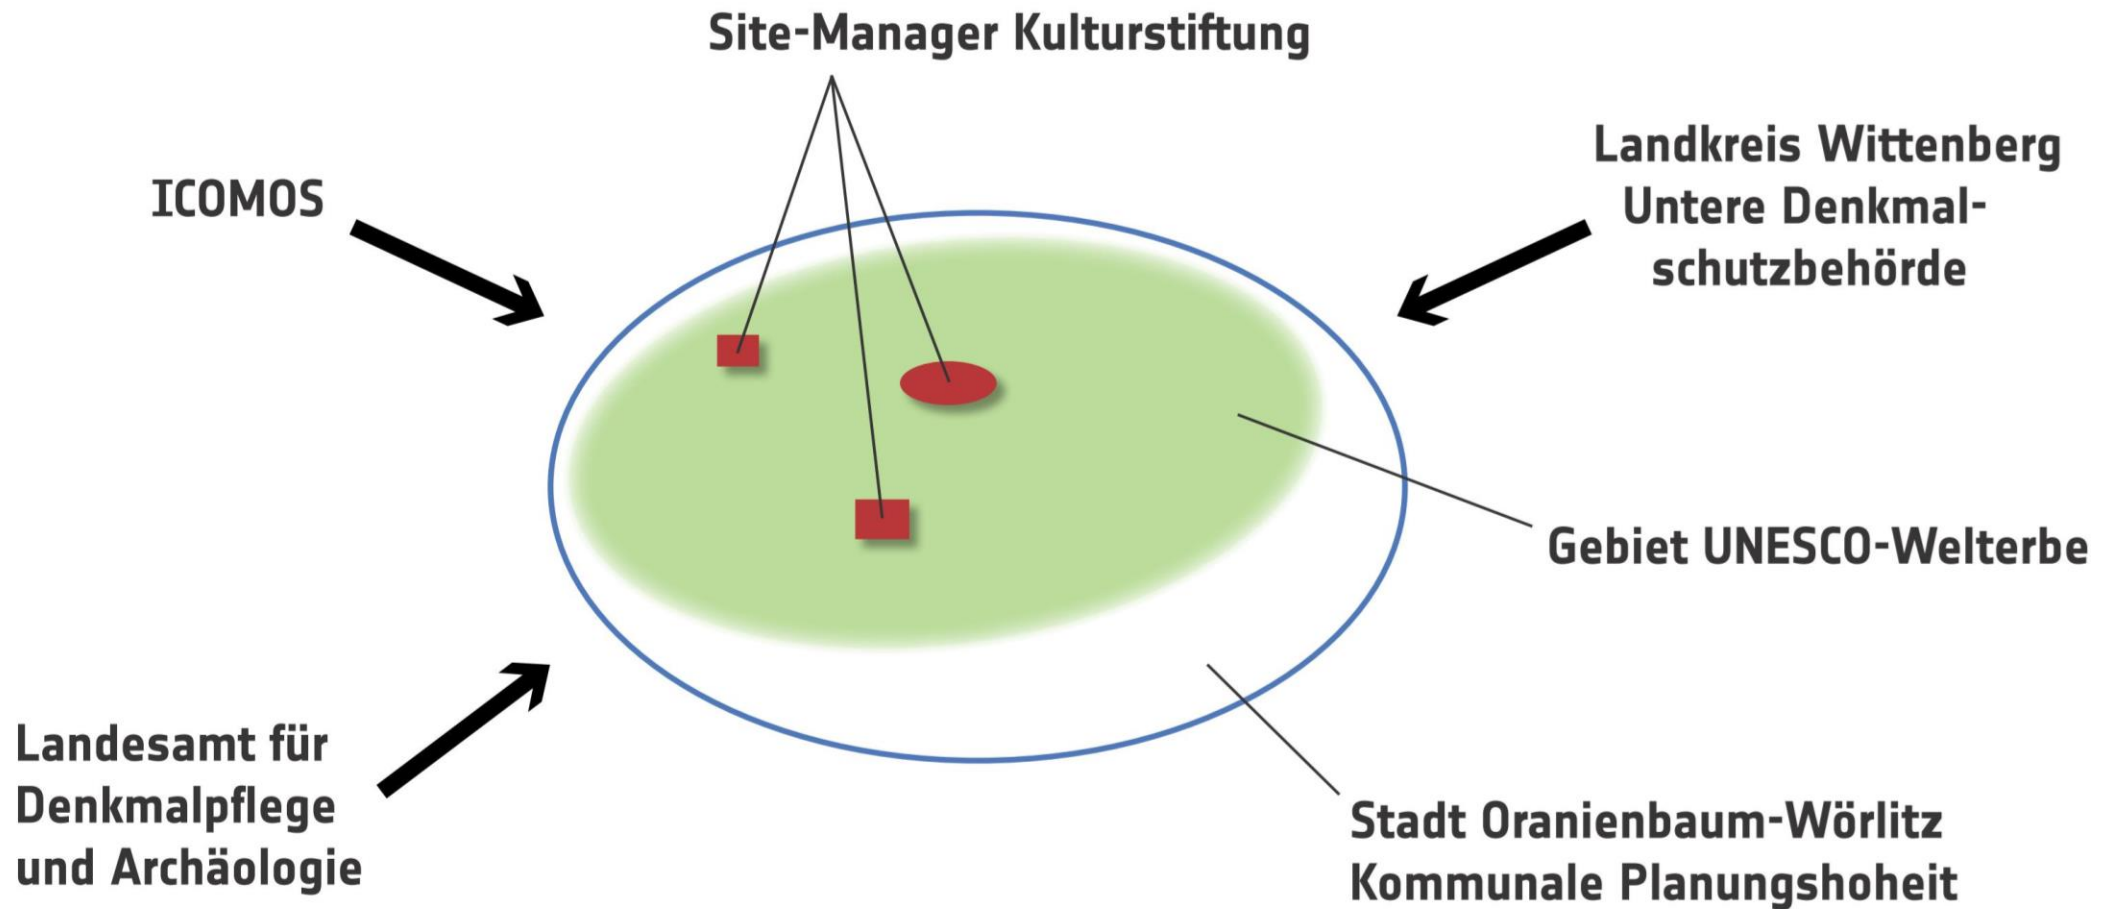 Site-Manager Kulturstiftung
ICOMOS
Landkreis Wittenberg
Untere Denkmal-
schutzbehörde
Gebiet UNESCO-Welterbe
Landesamt für
Denkmalpflege
und Archäologie
Stadt Oranienbaum-Wörlitz
Kommunale Planungshoheit